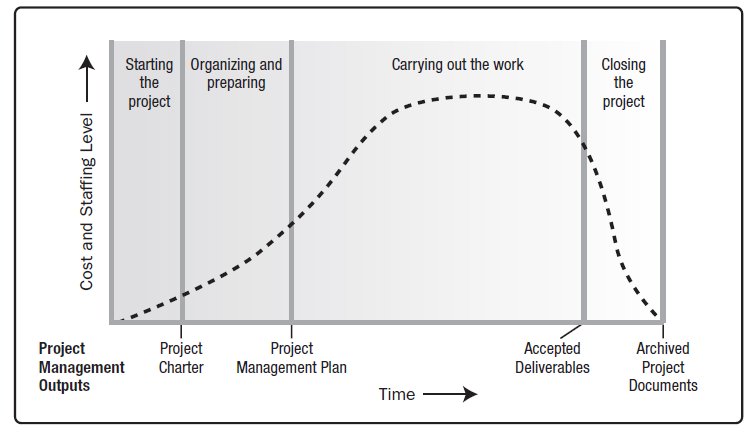 Starting
the
project
Organizing and
preparing
Carrying out the work
Closing
the
project
Cost and Staffing Level
Project
Management
Outputs
Project
Charter
Project
Management Plan
Accepted
Deliverables
Archived
Project
Documents
Time